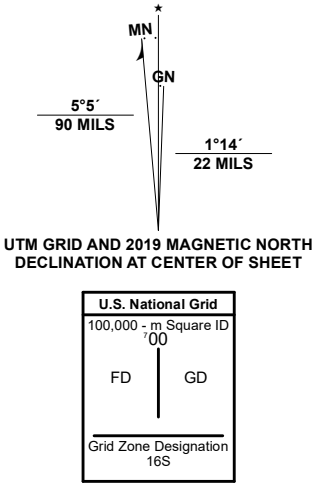 ★
MN
GN
5°5´
90 MILS
1°14´
22 MILS
UTM GRID AND 2019 MAGNETIC NORTH
DECLINATION AT CENTER OF SHEET
U.S. National Grid
100,000 - m Square ID
⁷00
FD GD
Grid Zone Designation
16S